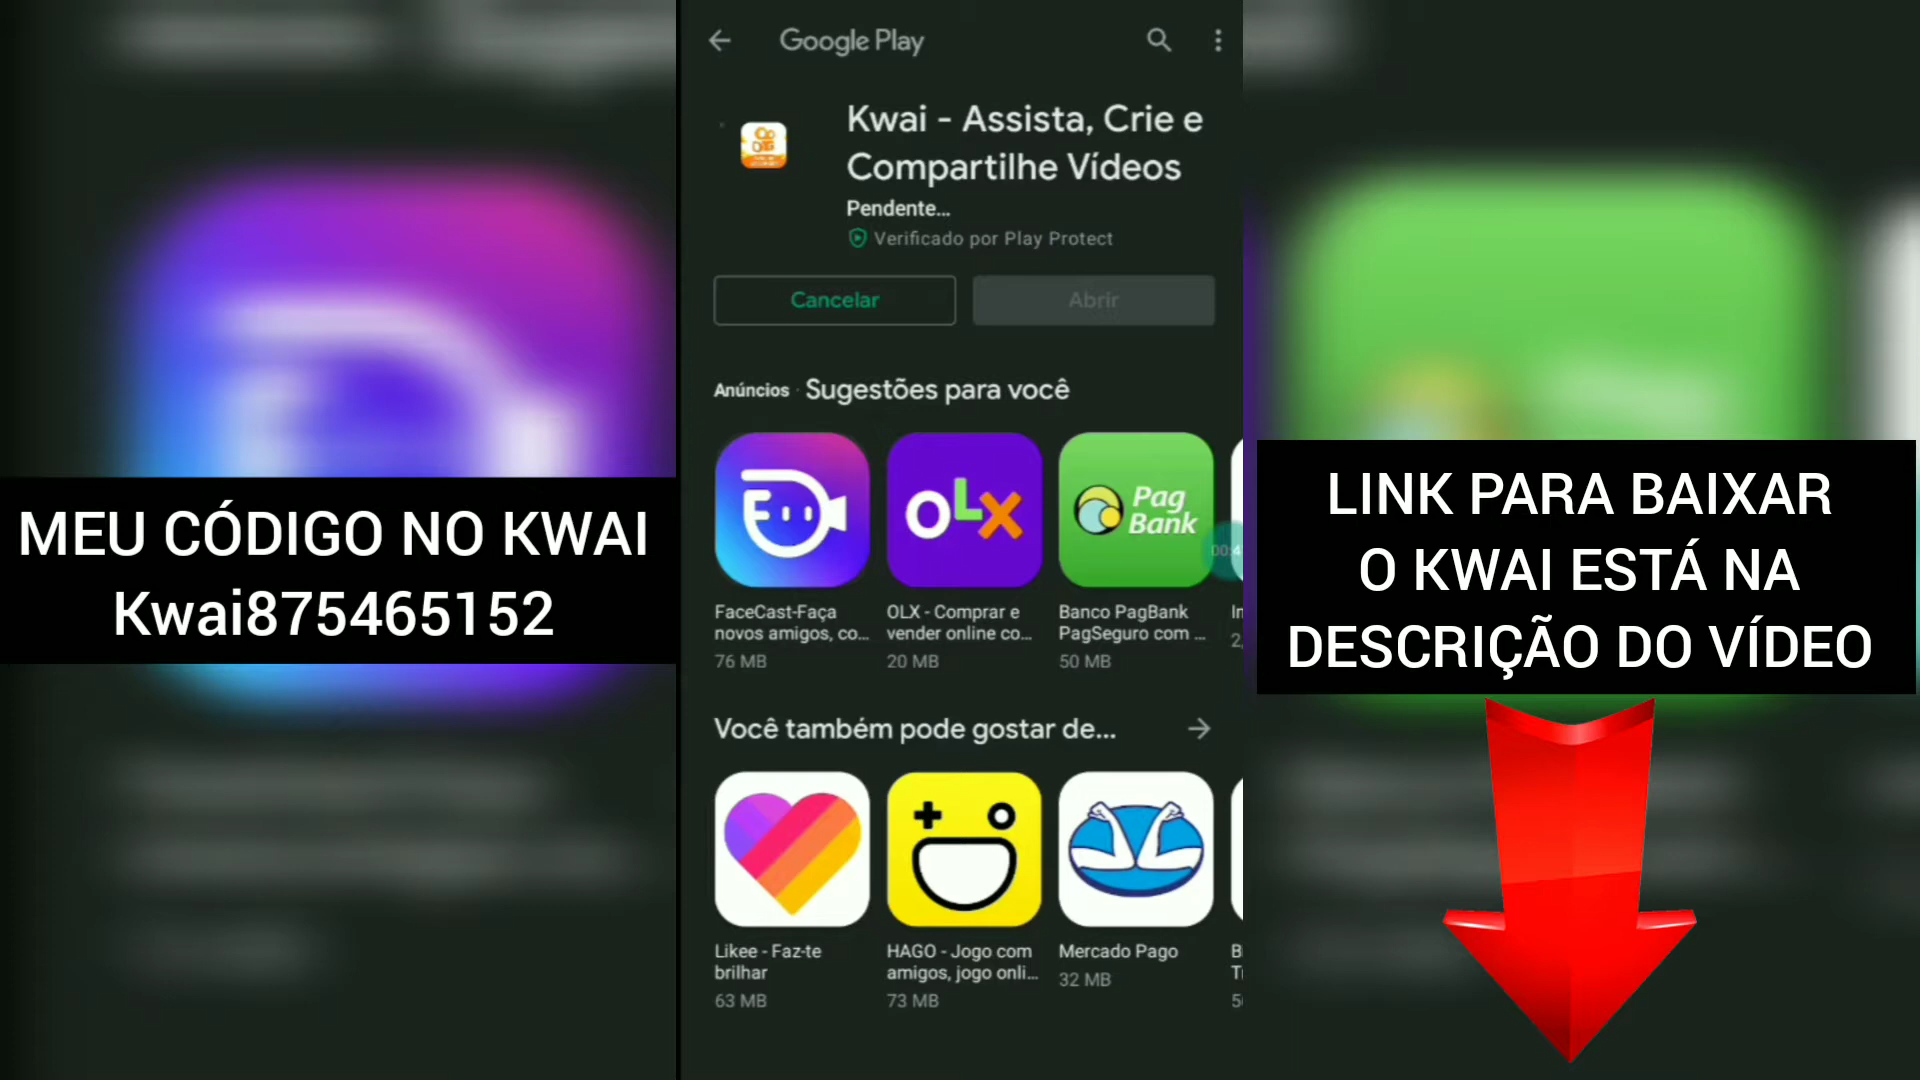 MEU CÓDIGO NO KWAI
Kwai875465152
Google Play
Kwai - Assista, Crie e
Compartilhe Vídeos
Pendente...
Verificado por Play Protect
Cancelar
Abrir
Anúncios · Sugestões para você
OLX
Pag
Bank
00:4
FaceCast-Faça
novos amigos, co...
76 MB
OLX - Comprar e
vender online co...
20 MB
Banco PagBank
PagSeguro com ...
50 MB
Você também pode gostar de...
Likee - Faz-te
brilhar
63 MB
HAGO - Jogo com
amigos, jogo onli...
73 MB
Mercado Pago
32 MB
LINK PARA BAIXAR
O KWAI ESTÁ NA
DESCRIÇÃO DO VÍDEO